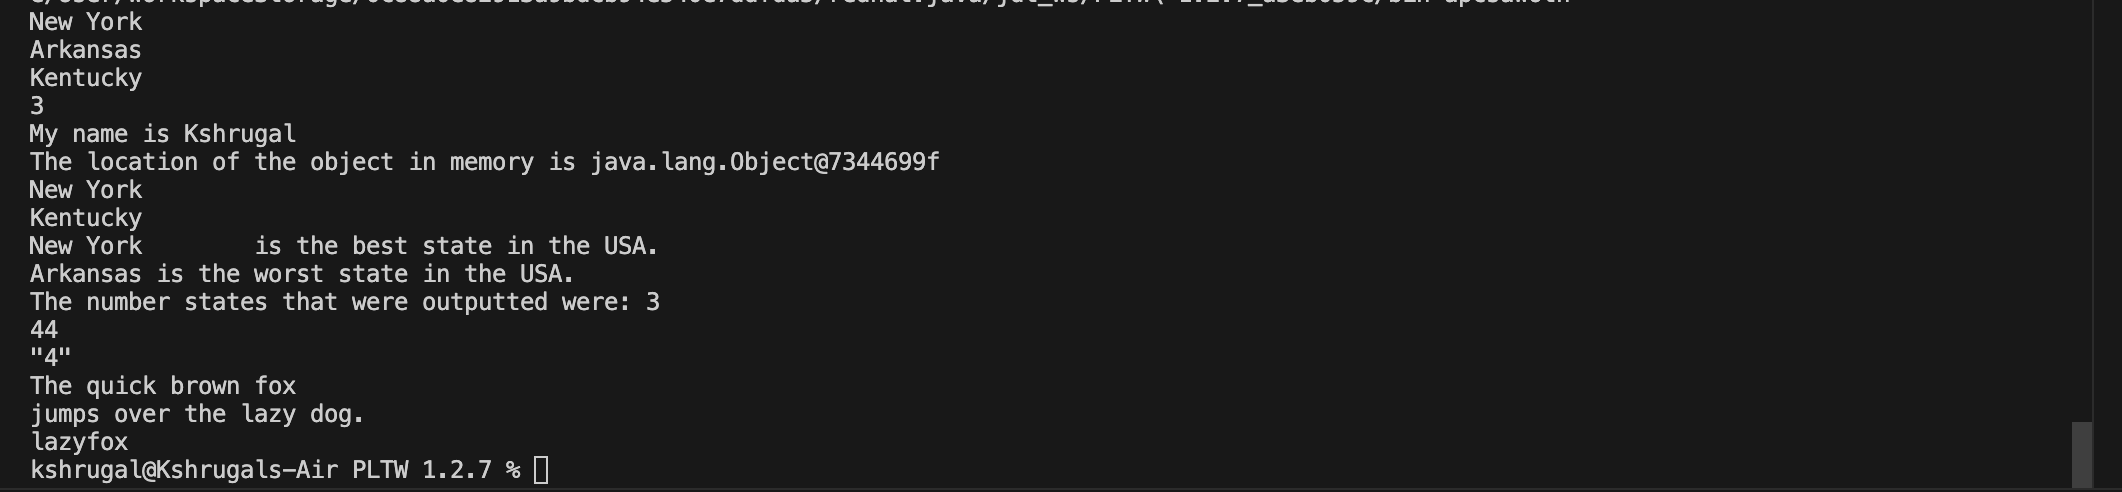 New York
Arkansas
Kentucky
3
My name is Kshrugal
The location of the object in memory is java.lang.Object@7344699f
New York
Kentucky
New York        is the best state in the USA.
Arkansas is the worst state in the USA.
The number states that were outputted were: 3
44
"4"
The quick brown fox
jumps over the lazy dog.
lazyfox
kshrugal@Kshrugals-Air PLTW 1.2.7 %